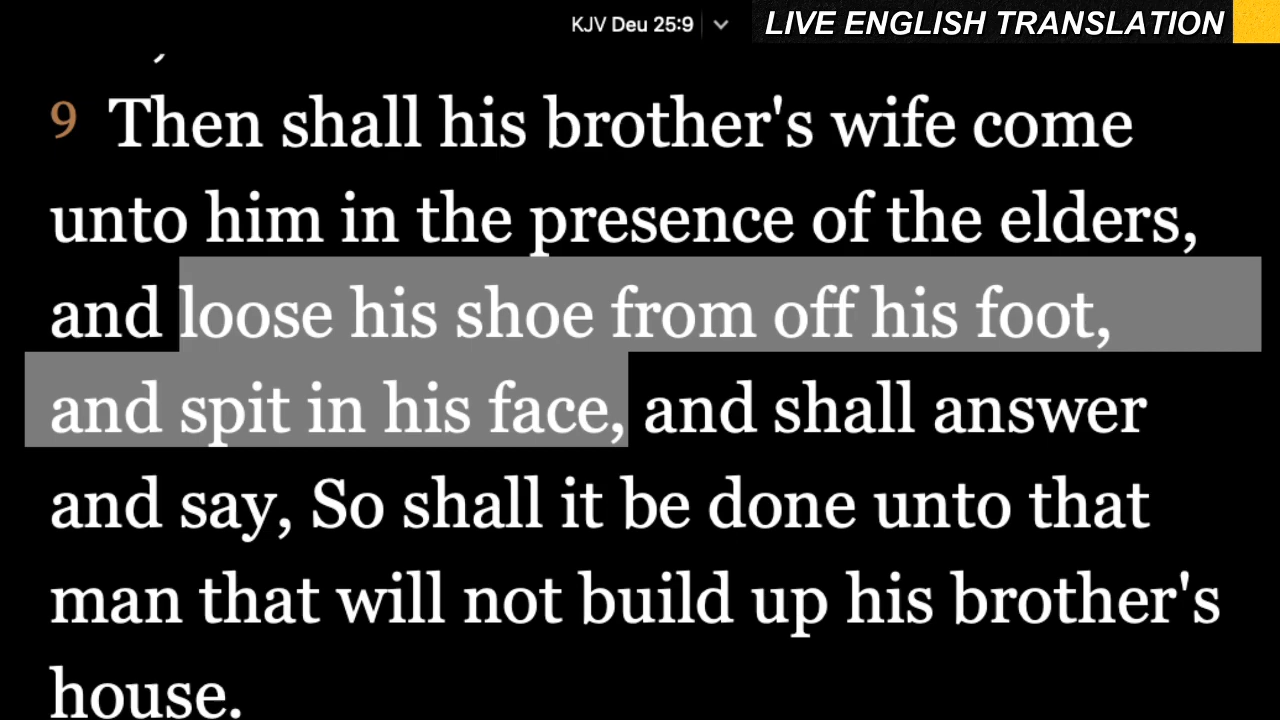 KJV Deu 25:9
LIVE ENGLISH TRANSLATION
9 Then shall his brother's wife come
unto him in the presence of the elders,
and loose his shoe from off his foot,
and spit in his face, and shall answer
and say, So shall it be done unto that
man that will not build up his brother's
house.